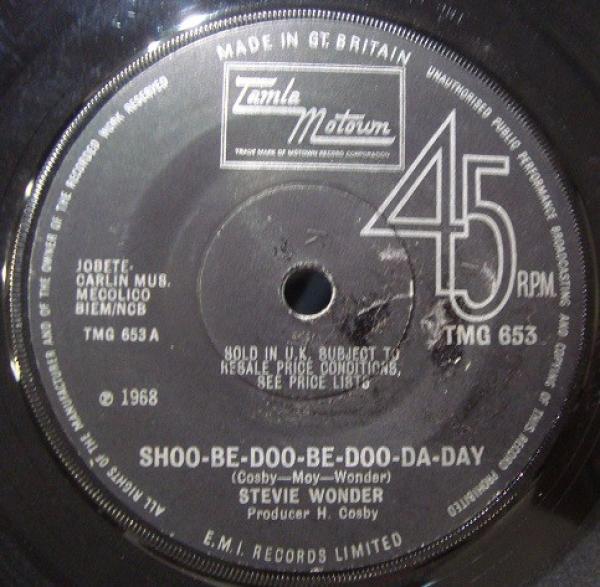 MADE IN GT. BRITAIN
UNAUTHORISED PUBLIC PERFORMANCE BROADCASTING AND COPYING OF THIS RECORD PROHIBITED
ALL RIGHTS OF THE MANUFACTURER AND OF THE OWNER OF THE RECORDED WORK RESERVED
Tamla
Motown
TRADE MARK OF MOTOWN RECORD CORPORATION
45
R.P.M.
JOBETE-
CARLIN MUS.
MECOLICO
BIEM/NCB
TMG 653 A
TMG 653
SOLD IN U.K. SUBJECT TO
RESALE PRICE CONDITIONS,
SEE PRICE LISTS
℗ 1968
SHOO-BE-DOO-BE-DOO-DA-DAY
(Cosby—Moy—Wonder)
STEVIE WONDER
Producer H. Cosby
E.M.I. RECORDS LIMITED